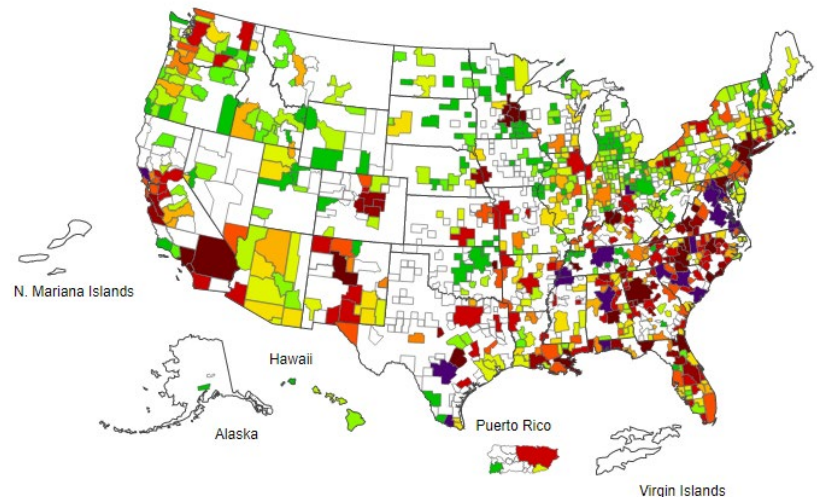 N. Mariana Islands
Hawaii
Alaska
Puerto Rico
Virgin Islands